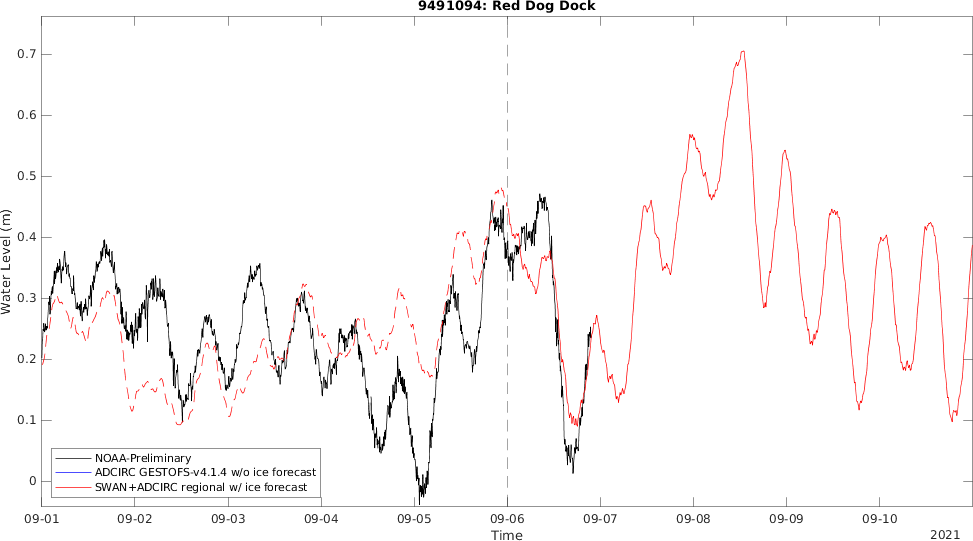 9491094: Red Dog Dock
Water Level (m)
0.7
0.6
0.5
0.4
0.3
0.2
0.1
0
NOAA-Preliminary
ADCIRC GESTOFS-v4.1.4 w/o ice forecast
SWAN+ADCIRC regional w/ ice forecast
09-01 09-02 09-03 09-04 09-05 09-06 09-07 09-08 09-09 09-10
Time
2021